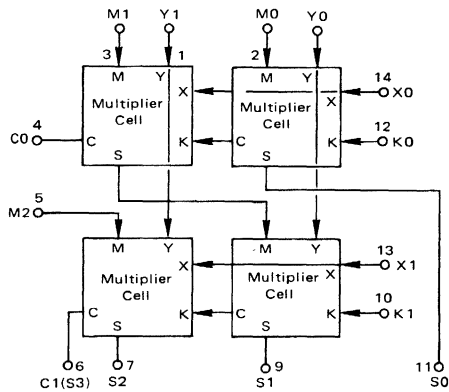 M1 Y1 M0 Y0
3 1 2
M Y M Y 14
X X X0
Multiplier Cell Multiplier Cell
4 12
C0 C K C K K0
S S
5
M2
M Y M Y 13
X X X1
Multiplier Cell Multiplier Cell
10
C K C K K1
S S
6 7 9 11
C1(S3) S2 S1 S0